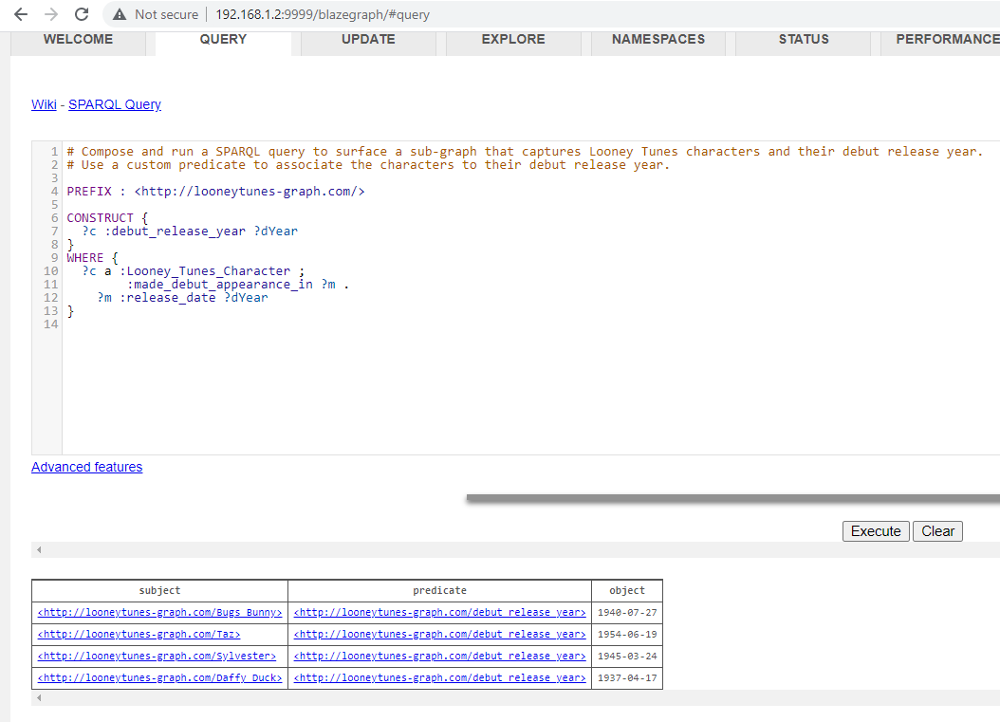 Not secure | 192.168.1.2:9999/blazegraph/#query
WELCOME QUERY UPDATE EXPLORE NAMESPACES STATUS PERFORMANCE
Wiki - SPARQL Query
1 # Compose and run a SPARQL query to surface a sub-graph that captures Looney Tunes characters and their debut release year.
2 # Use a custom predicate to associate the characters to their debut release year.
3
4 PREFIX : <http://looneytunes-graph.com/>
5
6 CONSTRUCT {
7 ?c :debut_release_year ?dYear
8 }
9 WHERE {
10 ?c a :Looney_Tunes_Character ;
11 :made_debut_appearance_in ?m .
12 ?m :release_date ?dYear
13 }
14
Advanced features
Execute Clear
subject predicate object
<http://looneytunes-graph.com/Bugs_Bunny> <http://looneytunes-graph.com/debut_release_year> 1940-07-27
<http://looneytunes-graph.com/Taz> <http://looneytunes-graph.com/debut_release_year> 1954-06-19
<http://looneytunes-graph.com/Sylvester> <http://looneytunes-graph.com/debut_release_year> 1945-03-24
<http://looneytunes-graph.com/Daffy_Duck> <http://looneytunes-graph.com/debut_release_year> 1937-04-17